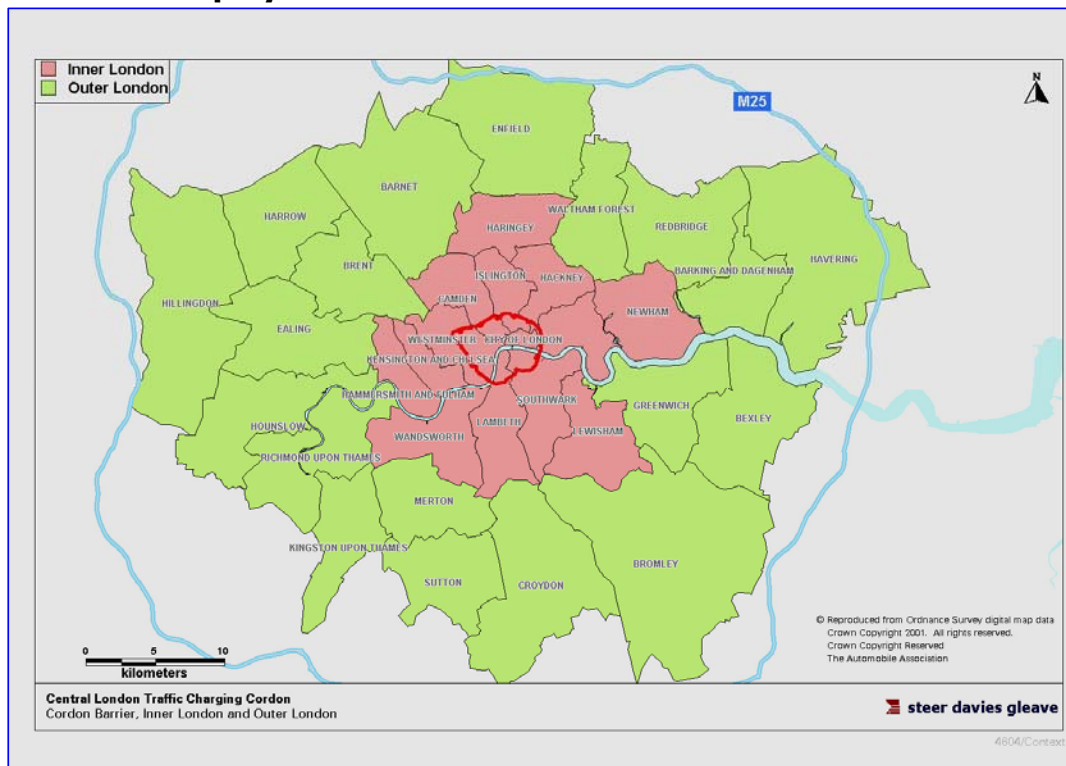 Inner London
Outer London
N
M25
ENFIELD
BARNET
HARROW
HARINGEY
WALTHAM FOREST
REDBRIDGE
HAVERING
BRENT
ISLINGTON
HACKNEY
BARKING AND DAGENHAM
CAMDEN
HILLINGDON
NEWHAM
EALING
WESTMINSTER
CITY OF LONDON
KENSINGTON AND CHELSEA
HAMMERSMITH AND FULHAM
SOUTHWARK
GREENWICH
BEXLEY
HOUNSLOW
LAMBETH
WANDSWORTH
LEWISHAM
RICHMOND UPON THAMES
MERTON
KINGSTON UPON THAMES
BROMLEY
SUTTON
CROYDON
0 5 10
kilometers
© Reproduced from Ordnance Survey digital map data
Crown Copyright 2001. All rights reserved.
Crown Copyright Reserved
The Automobile Association
Central London Traffic Charging Cordon
Cordon Barrier, Inner London and Outer London
steer davies gleave
4604/Context